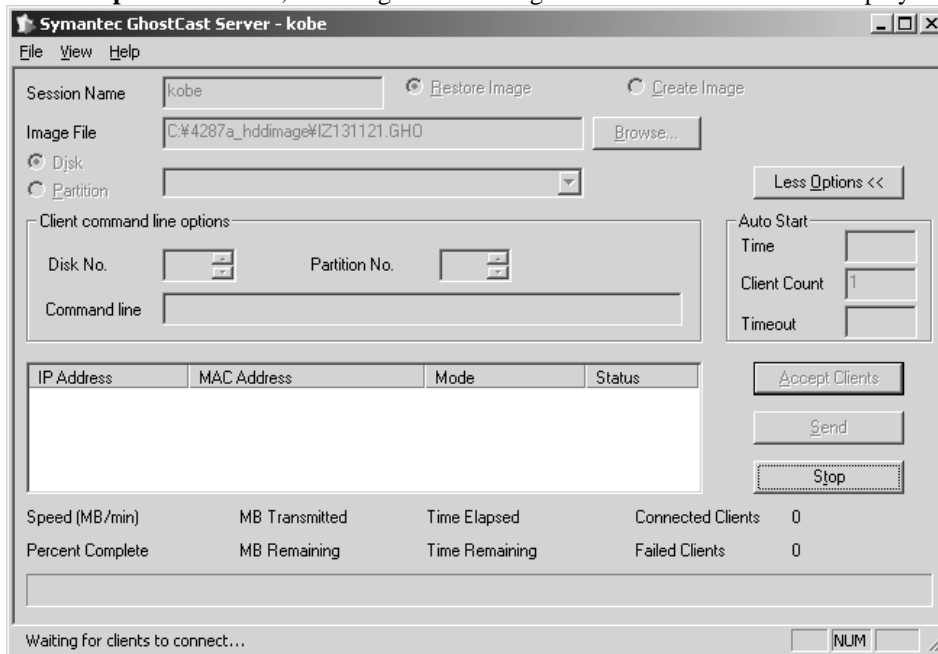 Symantec GhostCast Server - kobe
File View Help
Session Name kobe Restore Image Create Image
Image File C:¥4287a_hddimage¥IZ131121.GHO Browse...
Disk
Partition Less Options <<
Client command line options Auto Start
Time
Disk No. Partition No.
Client Count 1
Command line
Timeout
IP Address MAC Address Mode Status Accept Clients
Send
Stop
Speed (MB/min) MB Transmitted Time Elapsed Connected Clients 0
Percent Complete MB Remaining Time Remaining Failed Clients 0
Waiting for clients to connect... NUM